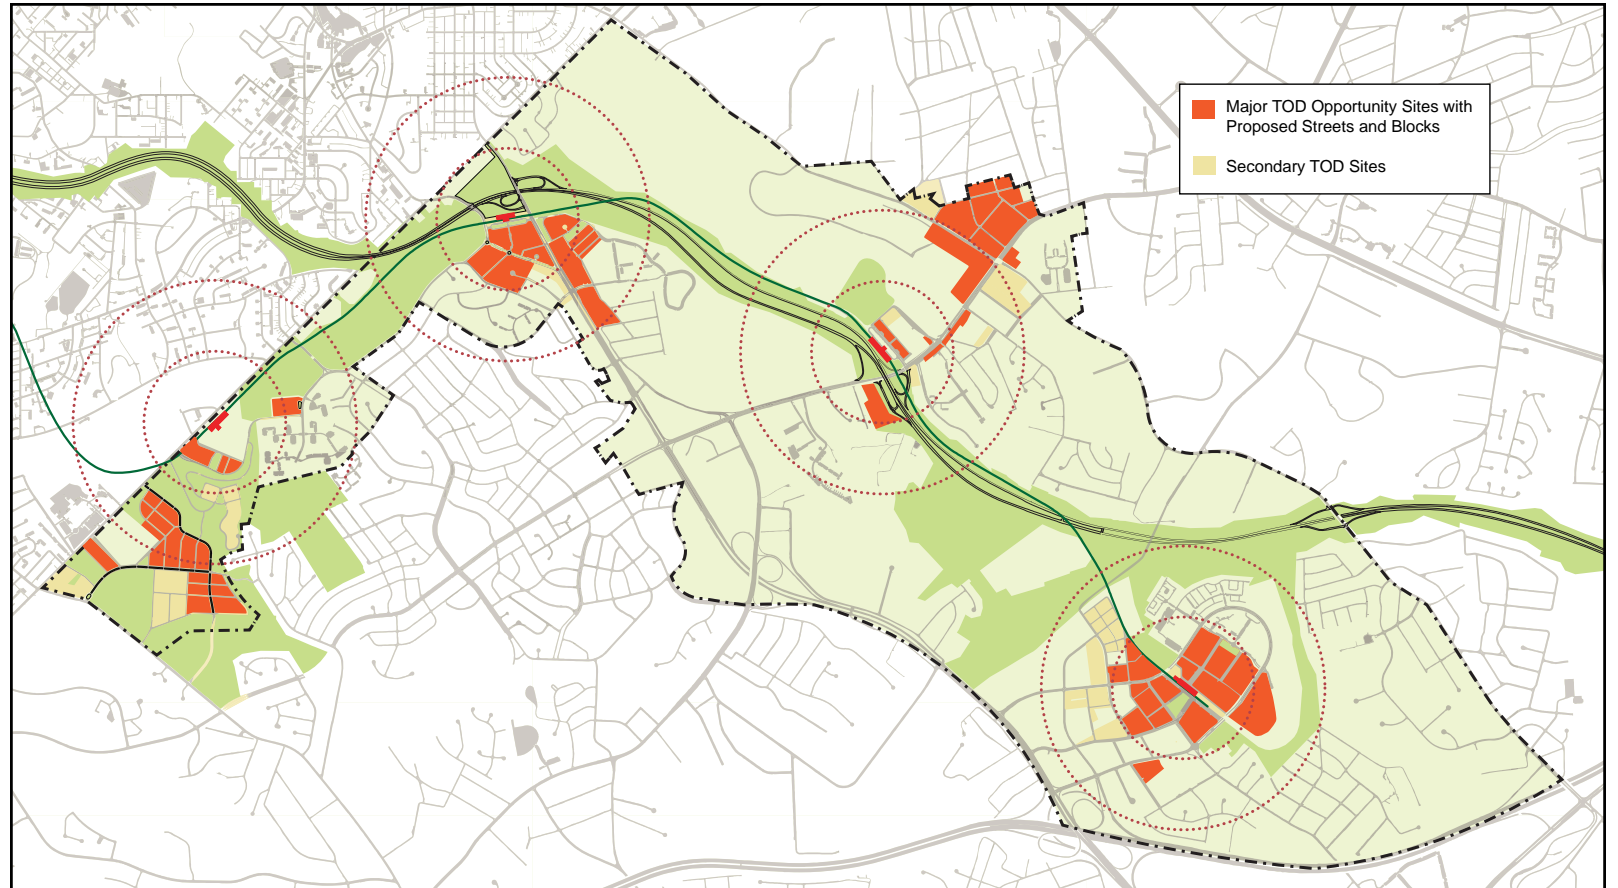 Major TOD Opportunity Sites with
Proposed Streets and Blocks
Secondary TOD Sites